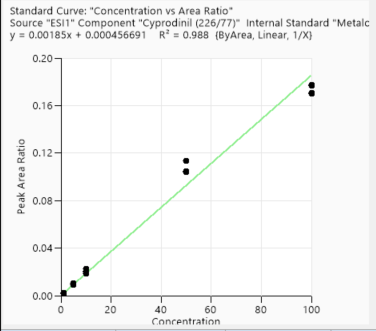 Standard Curve: "Concentration vs Area Ratio"
Source "ESI1" Component "Cyprodinil (226/77)" Internal Standard "Metalc
y = 0.00185x + 0.000456691 R² = 0.988 {ByArea, Linear, 1/X}
0.20
0.16
0.12
0.08
0.04
0.00
Peak Area Ratio
0 20 40 60 80 100
Concentration